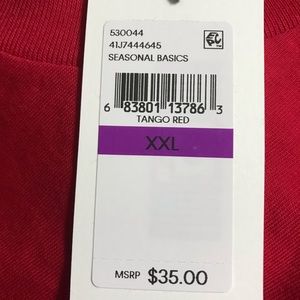 530044
41J7444645
SEASONAL BASICS
6 83801 13786 3
TANGO RED
XXL
MSRP $35.00